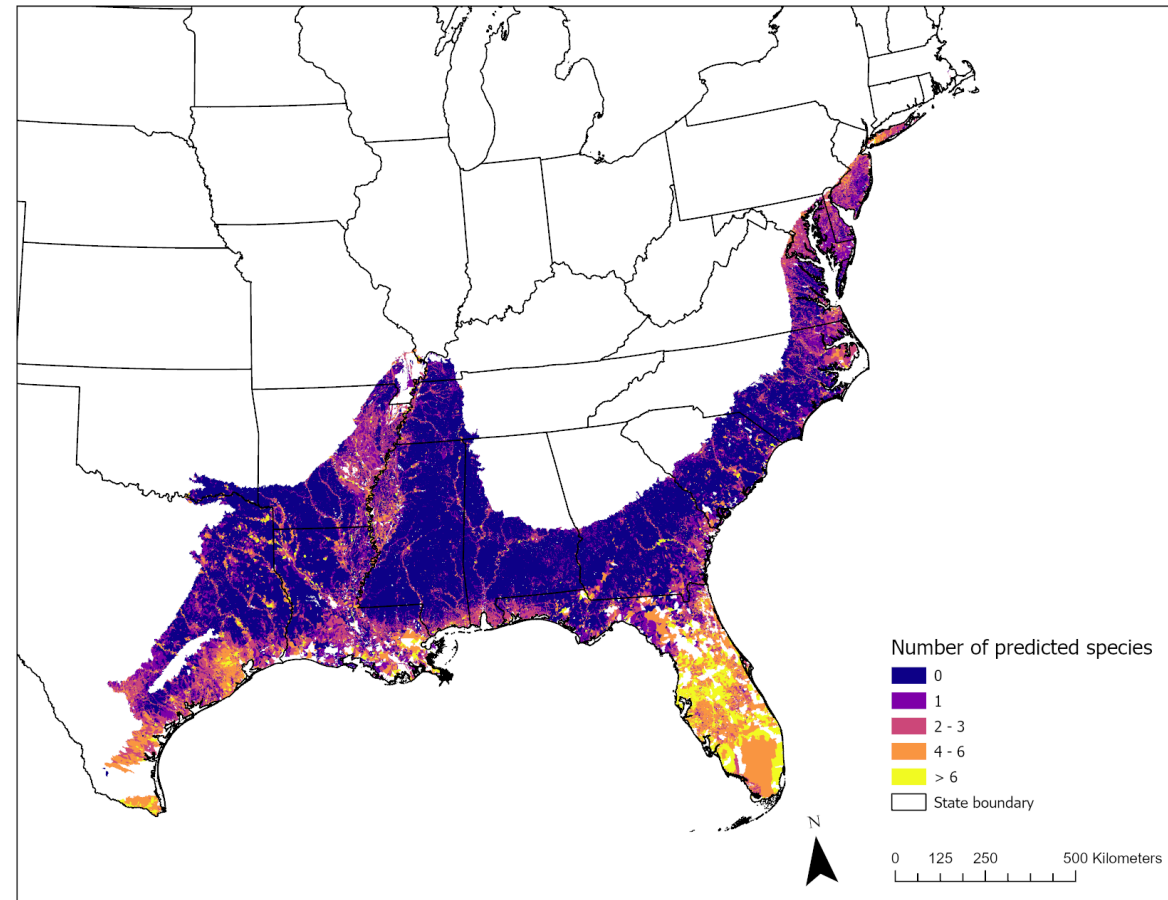 Number of predicted species
0
1
2 - 3
4 - 6
> 6
State boundary
N
0 125 250 500 Kilometers